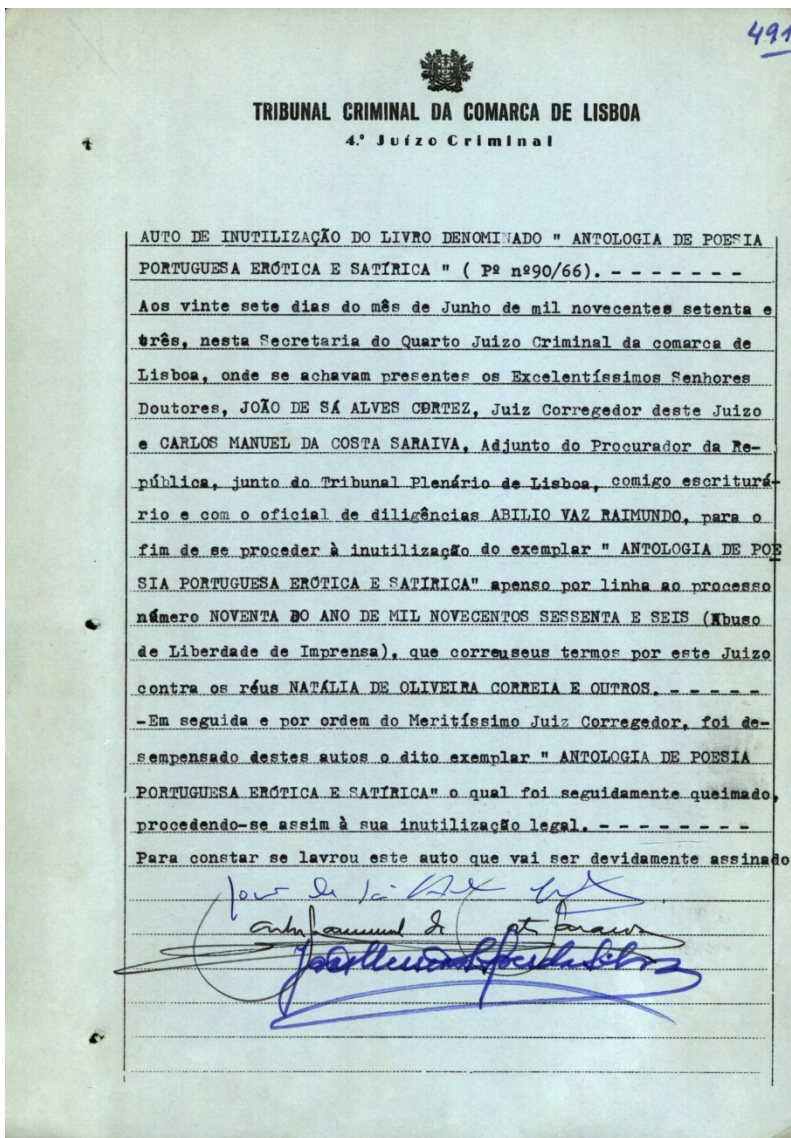 491
TRIBUNAL CRIMINAL DA COMARCA DE LISBOA
4.º Juízo Criminal
AUTO DE INUTILIZAÇÃO DO LIVRO DENOMINADO " ANTOLOGIA DE POESIA
PORTUGUESA ERÓTICA E SATÍRICA " ( Pº nº90/66). - - - - - - -
Aos vinte sete dias do mês de Junho de mil novecentos setenta e
três, nesta Secretaria do Quarto Juizo Criminal da comarca de
Lisboa, onde se achavam presentes os Excelentíssimos Senhores
Doutores, JOÃO DE SÁ ALVES CORTEZ, Juiz Corregedor deste Juizo
e CARLOS MANUEL DA COSTA SARAIVA, Adjunto do Procurador da Re-
pública, junto do Tribunal Plenário de Lisboa, comigo escriturá-
rio e com o oficial de diligências ABILIO VAZ RAIMUNDO, para o
fim de se proceder à inutilização do exemplar " ANTOLOGIA DE POE
SIA PORTUGUESA ERÓTICA E SATÍRICA" apenso por linha ao processo
número NOVENTA DO ANO DE MIL NOVECENTOS SESSENTA E SEIS (Abuso
de Liberdade de Imprensa), que correuseus termos por este Juizo
contra os réus NATÁLIA DE OLIVEIRA CORREIA E OUTROS. - - - - -
-Em seguida e por ordem do Meritíssimo Juiz Corregedor, foi de-
sempensado destes autos o dito exemplar " ANTOLOGIA DE POESIA
PORTUGUESA ERÓTICA E SATÍRICA" o qual foi seguidamente queimado,
procedendo-se assim à sua inutilização legal. - - - - - - - -
Para constar se lavrou este auto que vai ser devidamente assinado